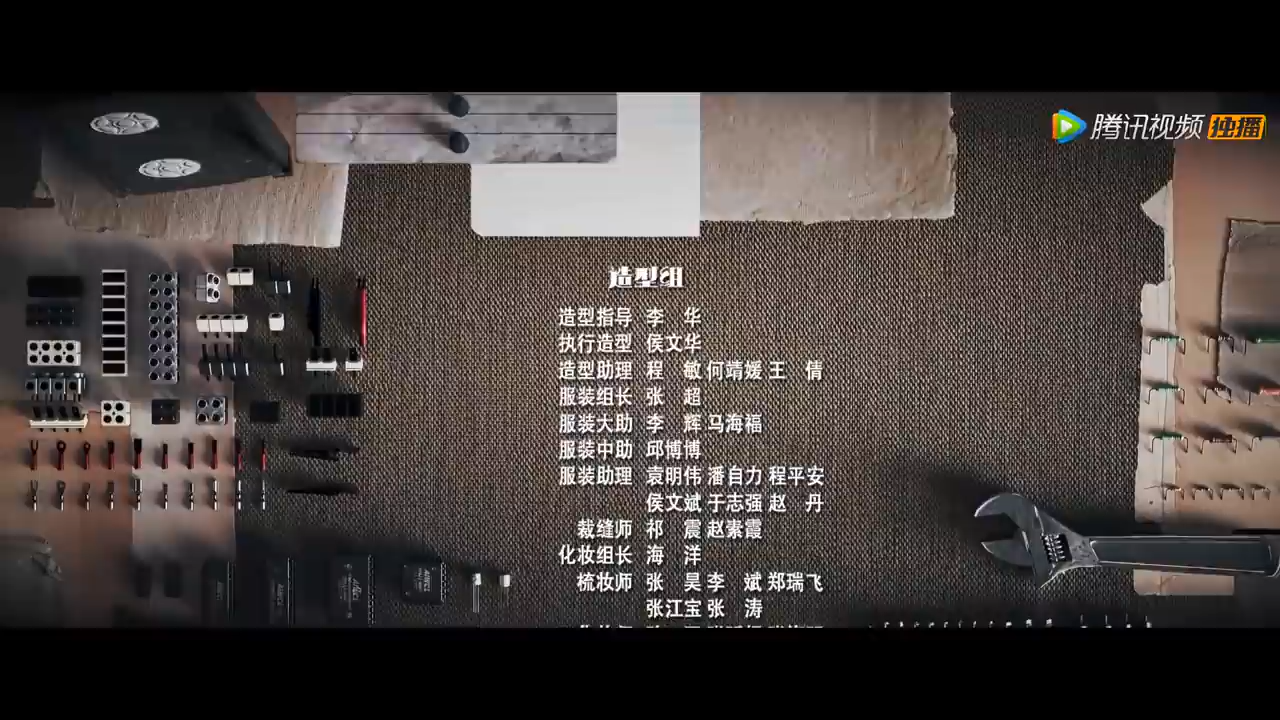 腾讯视频 独播
造型组
造型指导 李 华
执行造型 侯文华
造型助理 程 敏 何靖媛 王 倩
服装组长 张 超
服装大助 李 辉 马海福
服装中助 邱博博
服装助理 袁明伟 潘自力 程平安
侯文斌 于志强 赵 丹
裁缝师 祁 震 赵素霞
化妆组长 海 洋
梳妆师 张 昊 李 斌 郑瑞飞
张江宝 张 涛